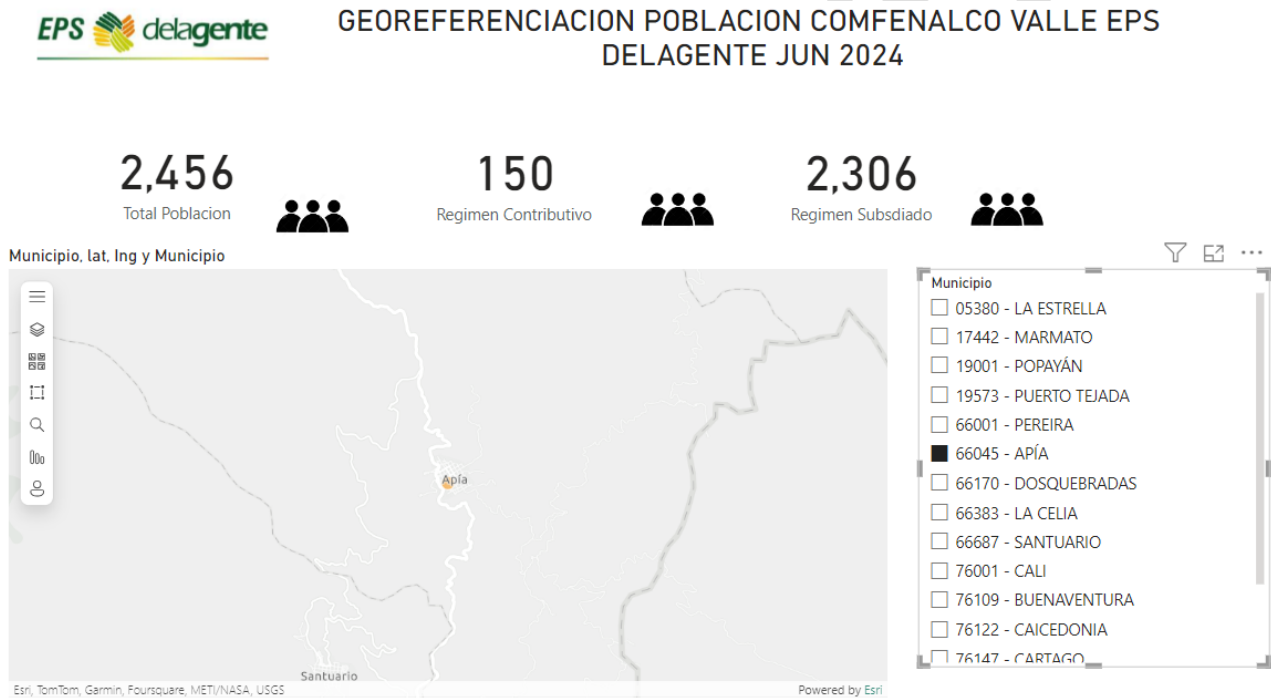 EPS delagente
GEOREFERENCIACION POBLACION COMFENALCO VALLE EPS
DELAGENTE JUN 2024
2,456
Total Poblacion
150
Regimen Contributivo
2,306
Regimen Subsdiado
Municipio, lat, lng y Municipio
Apía
Santuario
Esri, TomTom, Garmin, Foursquare, METI/NASA, USGS
Powered by Esri
Municipio
05380 - LA ESTRELLA
17442 - MARMATO
19001 - POPAYÁN
19573 - PUERTO TEJADA
66001 - PEREIRA
66045 - APÍA
66170 - DOSQUEBRADAS
66383 - LA CELIA
66687 - SANTUARIO
76001 - CALI
76109 - BUENAVENTURA
76122 - CAICEDONIA
76147 - CARTAGO